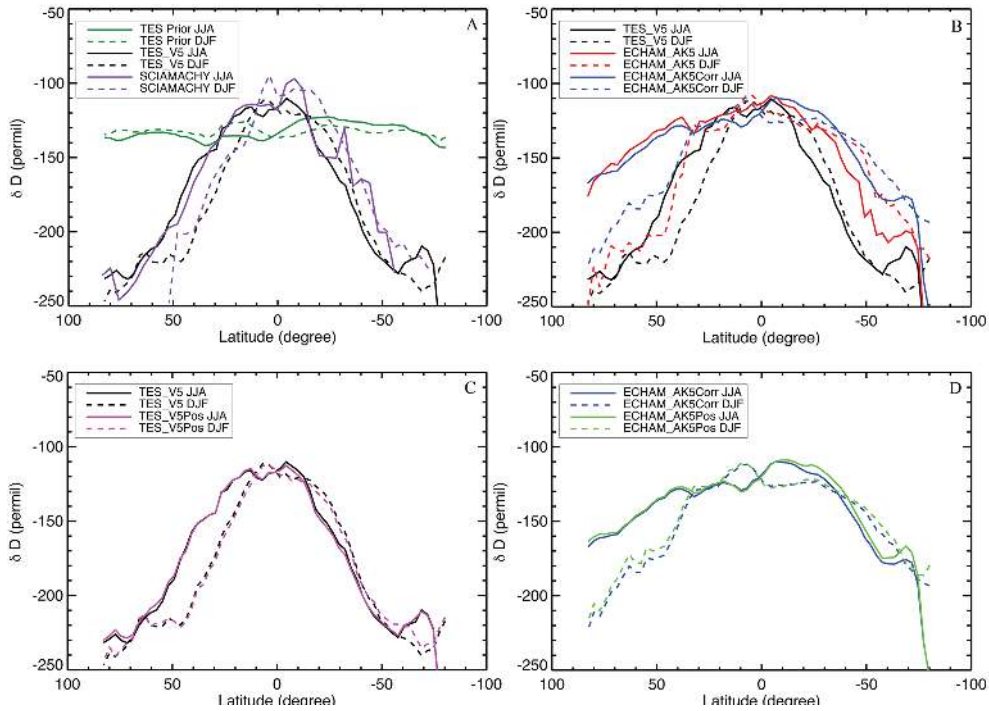 A
-50
TES Prior JJA
TES Prior DJF
TES_V5 JJA
TES_V5 DJF
SCIAMACHY JJA
SCIAMACHY DJF
-100
-150
-200
-250
δ D (permil)
100 50 0 -50 -100
Latitude (degree)
B
-50
TES_V5 JJA
TES_V5 DJF
ECHAM_AK5 JJA
ECHAM_AK5 DJF
ECHAM_AK5Corr JJA
ECHAM_AK5Corr DJF
-100
-150
-200
-250
δ D (permil)
100 50 0 -50 -100
Latitude (degree)
C
-50
TES_V5 JJA
TES_V5 DJF
TES_V5Pos JJA
TES_V5Pos DJF
-100
-150
-200
-250
δ D (permil)
100 50 0 -50 -100
Latitude (degree)
D
-50
ECHAM_AK5Corr JJA
ECHAM_AK5Corr DJF
ECHAM_AK5Pos JJA
ECHAM_AK5Pos DJF
-100
-150
-200
-250
δ D (permil)
100 50 0 -50 -100
Latitude (degree)